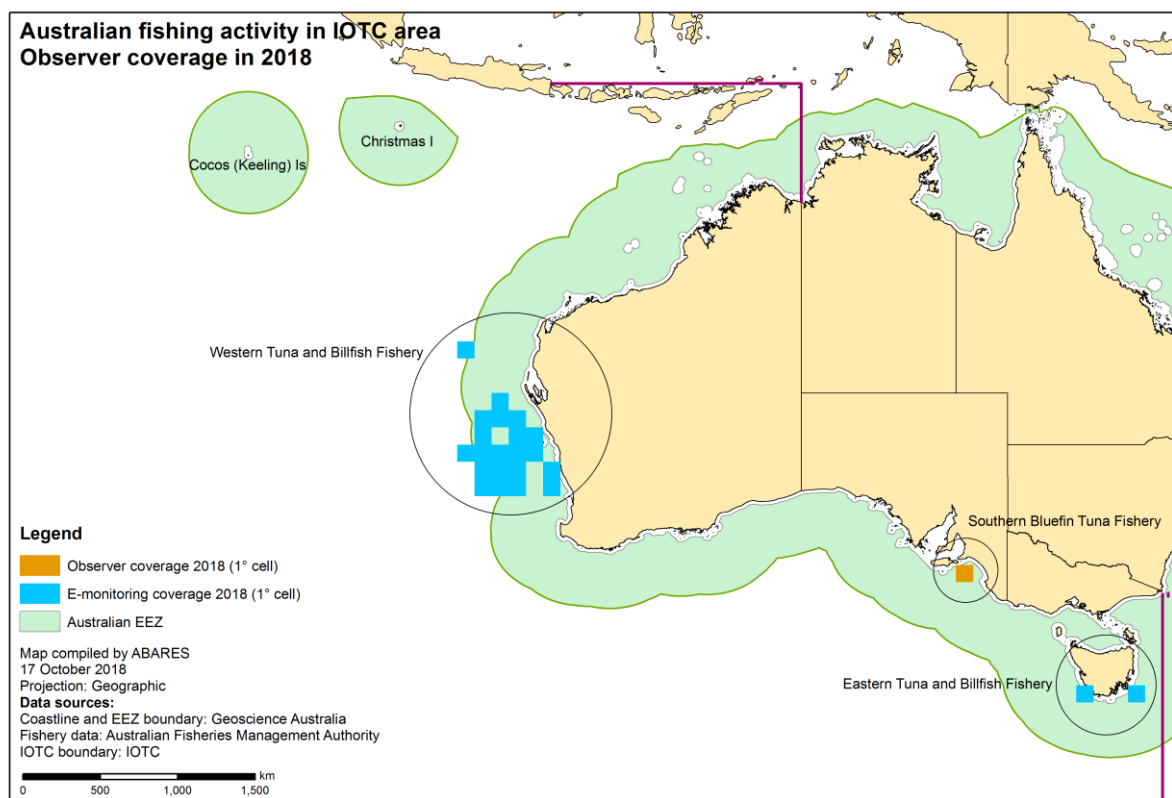 Australian fishing activity in IOTC area
Observer coverage in 2018
Cocos (Keeling) Is
Christmas I
Western Tuna and Billfish Fishery
Southern Bluefin Tuna Fishery
Eastern Tuna and Billfish Fishery
Legend
Observer coverage 2018 (1° cell)
E-monitoring coverage 2018 (1° cell)
Australian EEZ
Map compiled by ABARES
17 October 2018
Projection: Geographic
Data sources:
Coastline and EEZ boundary: Geoscience Australia
Fishery data: Australian Fisheries Management Authority
IOTC boundary: IOTC
km
0 500 1,000 1,500